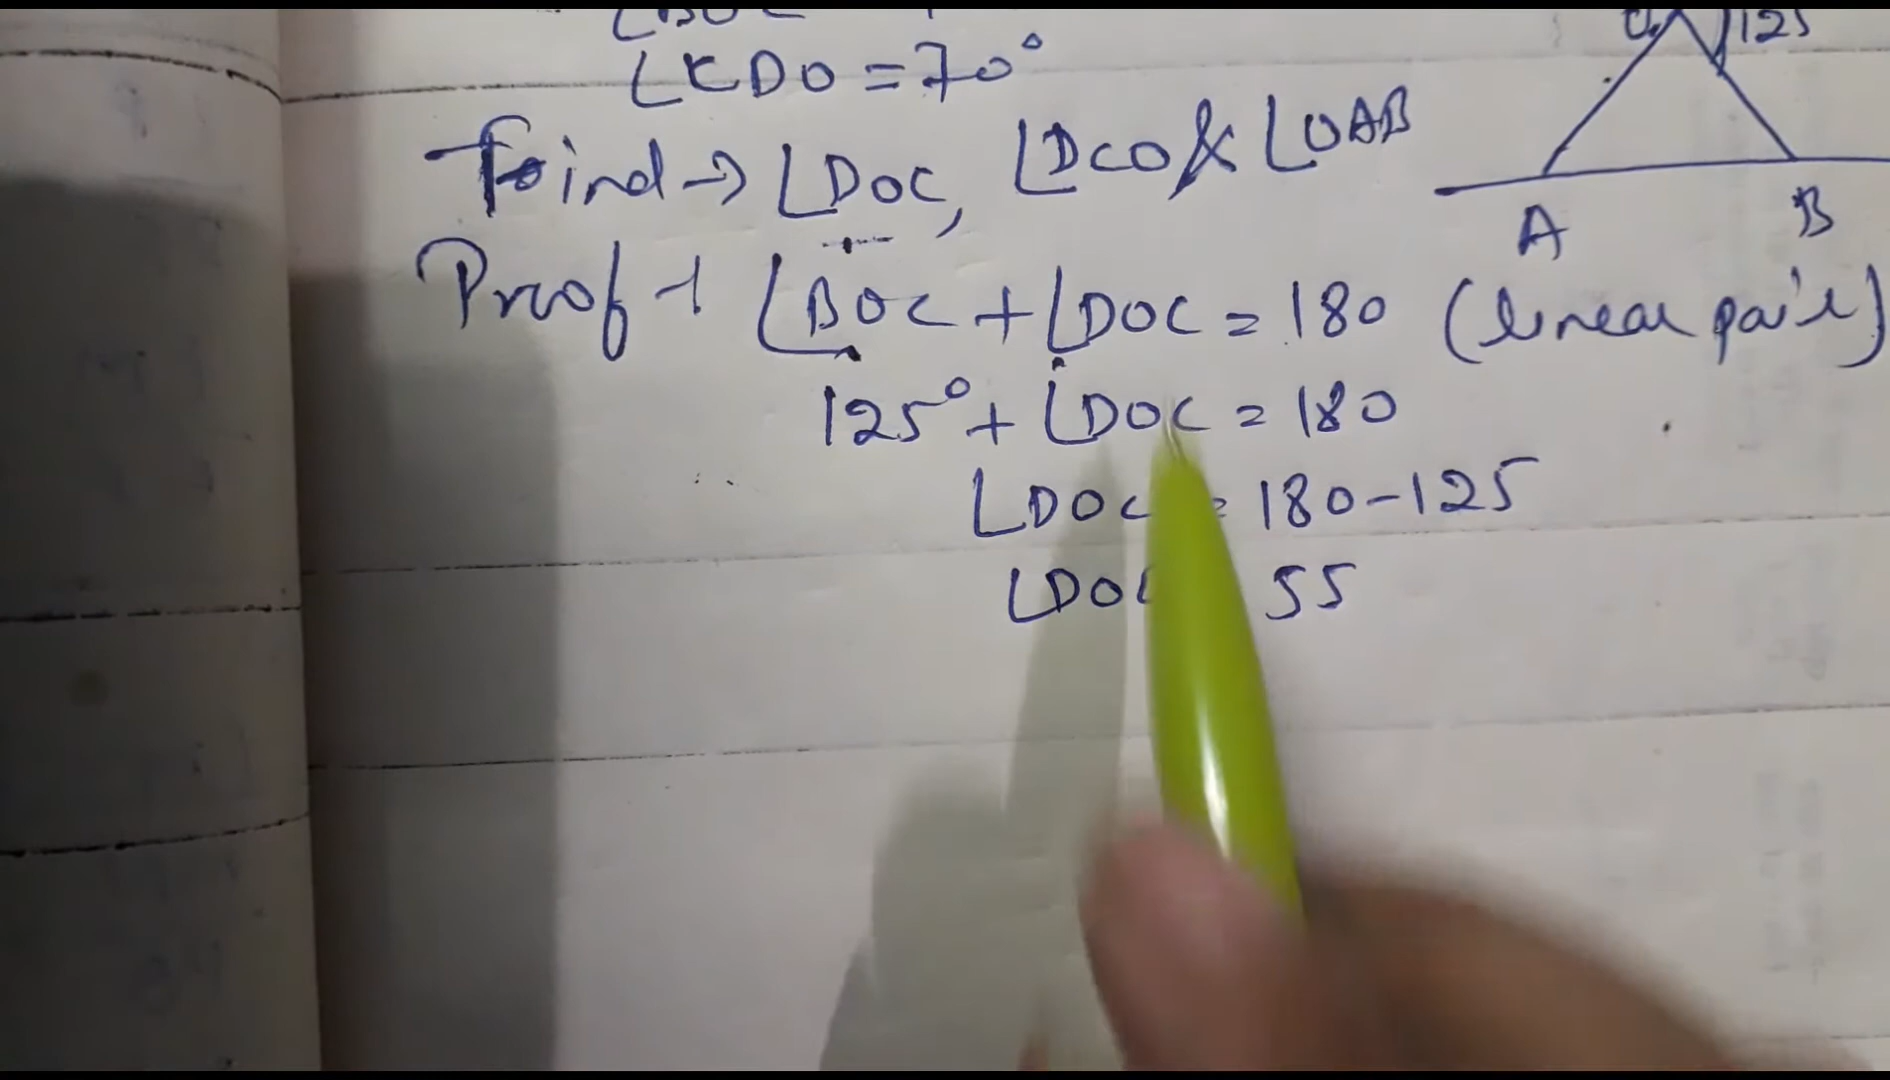 ∠CDO = 70°
Find → ∠DOC, ∠DCO & ∠OAB
125
A B
Proof → ∠BOC + ∠DOC = 180 (linear pair)
125° + ∠DOC = 180
∠DOC = 180 - 125
∠DOC 55